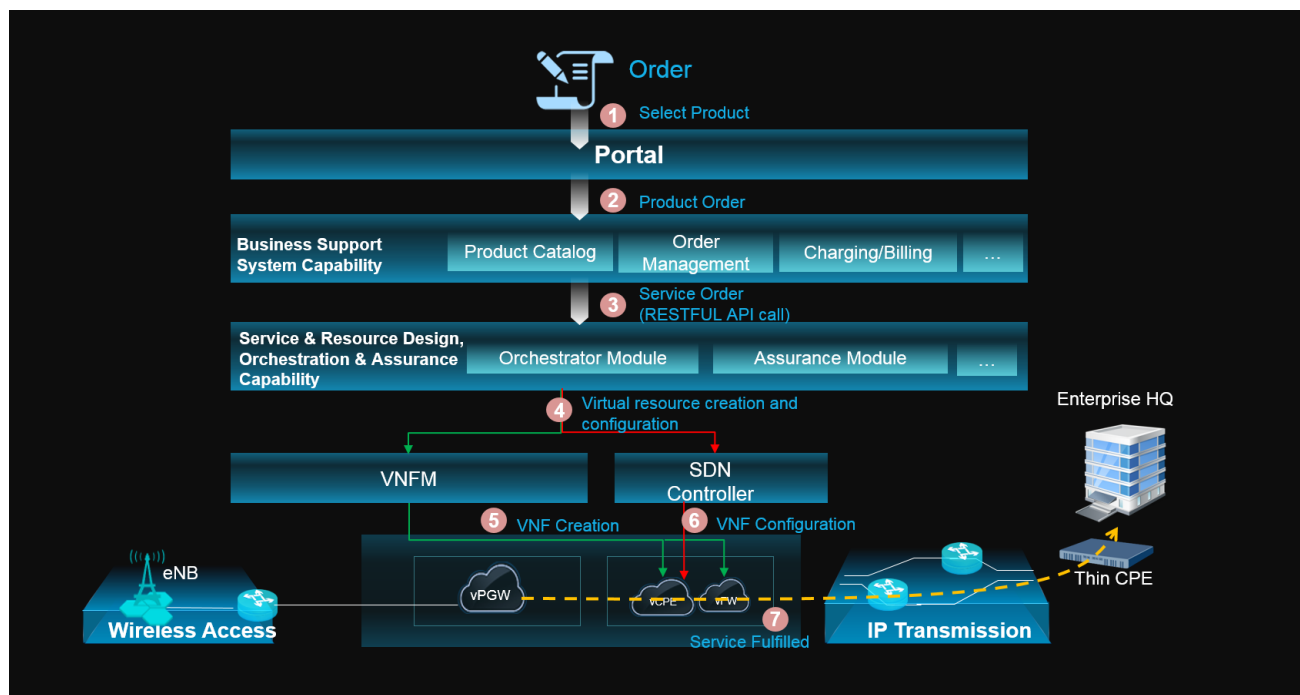 Order
1
Select Product
Portal
2
Product Order
Business Support
System Capability
Product Catalog
Order
Management
Charging/Billing
...
3
Service Order
(RESTFUL API call)
Service & Resource Design,
Orchestration & Assurance
Capability
Orchestrator Module
Assurance Module
...
4
Virtual resource creation and
configuration
Enterprise HQ
VNFM
SDN
Controller
5
VNF Creation
6
VNF Configuration
eNB
Thin CPE
vPGW
vCPE
vFW
7
Wireless Access
Service Fulfilled
IP Transmission